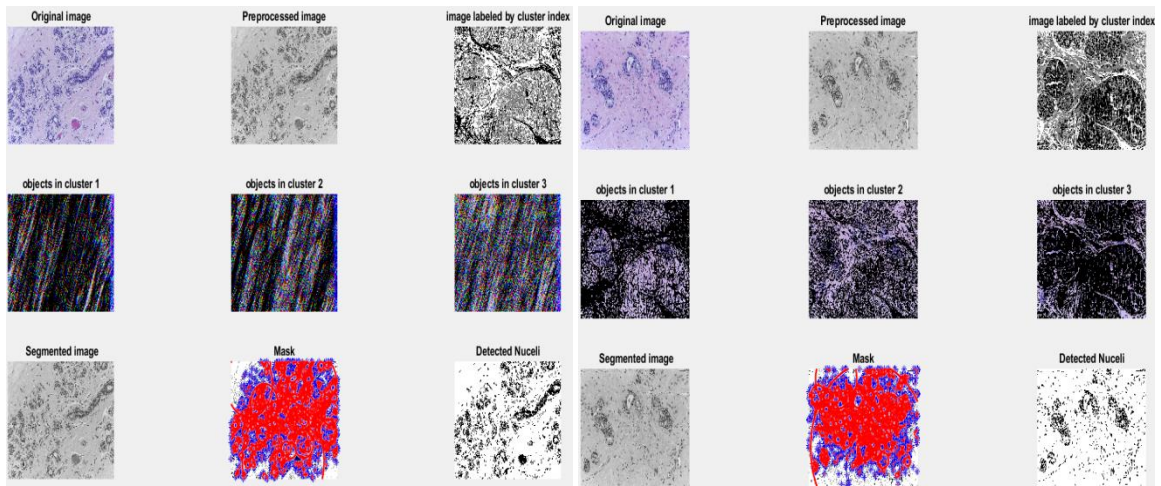 Original image
Preprocessed image
image labeled by cluster index
objects in cluster 1
objects in cluster 2
objects in cluster 3
Segmented image
Mask
Detected Nuceli
Original image
Preprocessed image
image labeled by cluster index
objects in cluster 1
objects in cluster 2
objects in cluster 3
Segmented image
Mask
Detected Nuceli